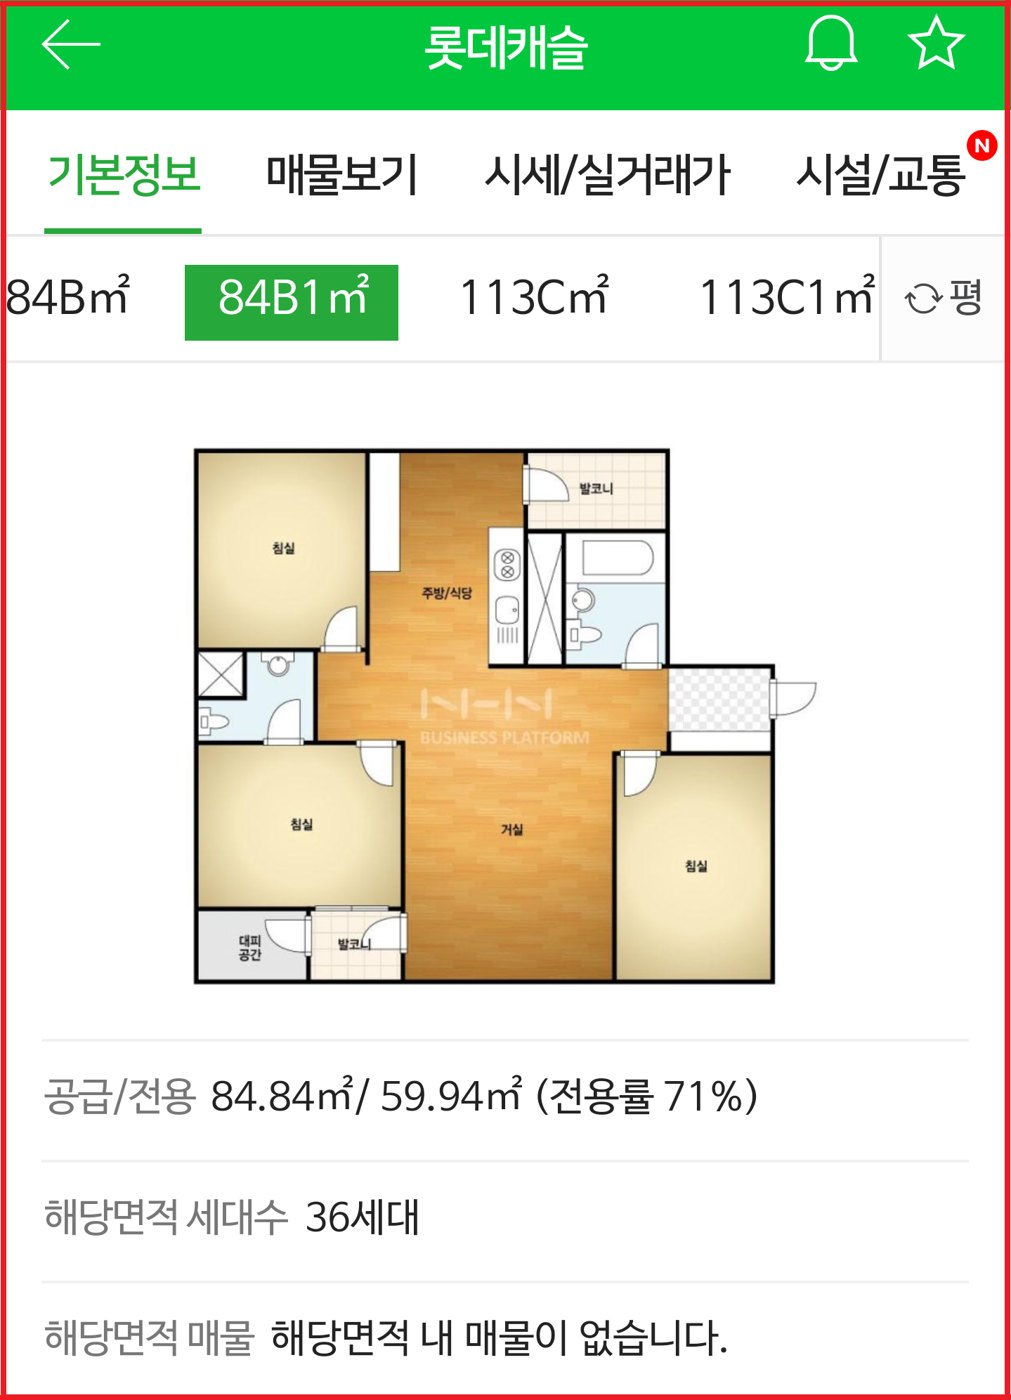 롯데캐슬
기본정보 매물보기 시세/실거래가 시설/교통 N
84B㎡ 84B1㎡ 113C㎡ 113C1㎡ 평
발코니
침실
주방/식당
NHN
BUSINESS PLATFORM
침실
거실
침실
대피
공간
발코니
공급/전용 84.84㎡/ 59.94㎡ (전용률 71%)
해당면적 세대수 36세대
해당면적 매물 해당면적 내 매물이 없습니다.